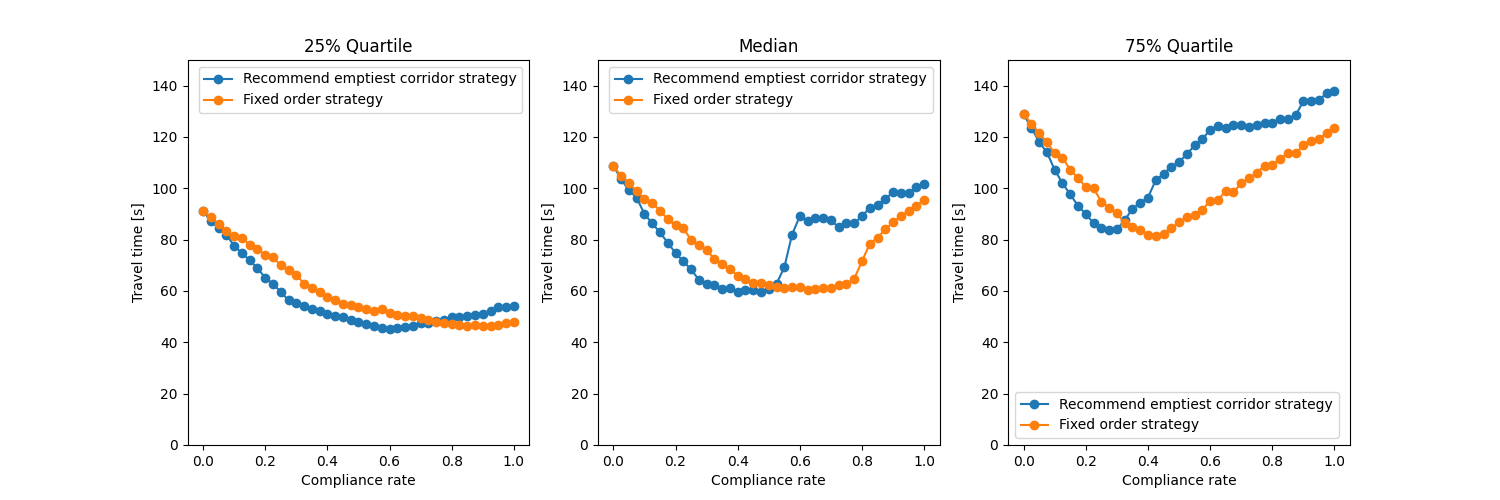 25% Quartile
Median
75% Quartile
Recommend emptiest corridor strategy
Fixed order strategy
Recommend emptiest corridor strategy
Fixed order strategy
Recommend emptiest corridor strategy
Fixed order strategy
Travel time [s]
140
120
100
80
60
40
20
0
0.0 0.2 0.4 0.6 0.8 1.0
Compliance rate
Travel time [s]
140
120
100
80
60
40
20
0
0.0 0.2 0.4 0.6 0.8 1.0
Compliance rate
Travel time [s]
140
120
100
80
60
40
20
0
0.0 0.2 0.4 0.6 0.8 1.0
Compliance rate